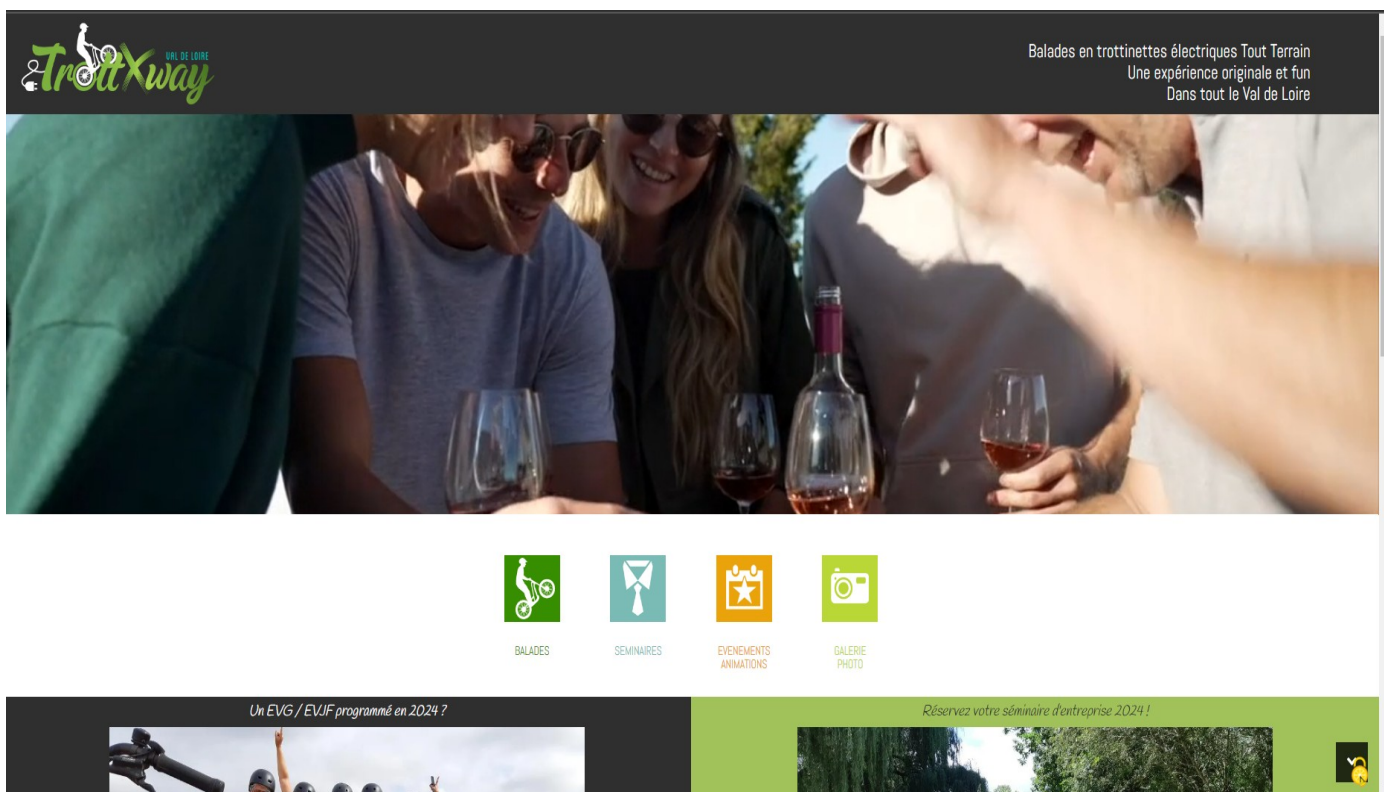 VAL DE LOIRE
TrottXway
Balades en trottinettes électriques Tout Terrain
Une expérience originale et fun
Dans tout le Val de Loire
BALADES
SEMINAIRES
EVENEMENTS
ANIMATIONS
GALERIE
PHOTO
Un EVG / EVJF programmé en 2024 ?
Réservez votre séminaire d'entreprise 2024 !